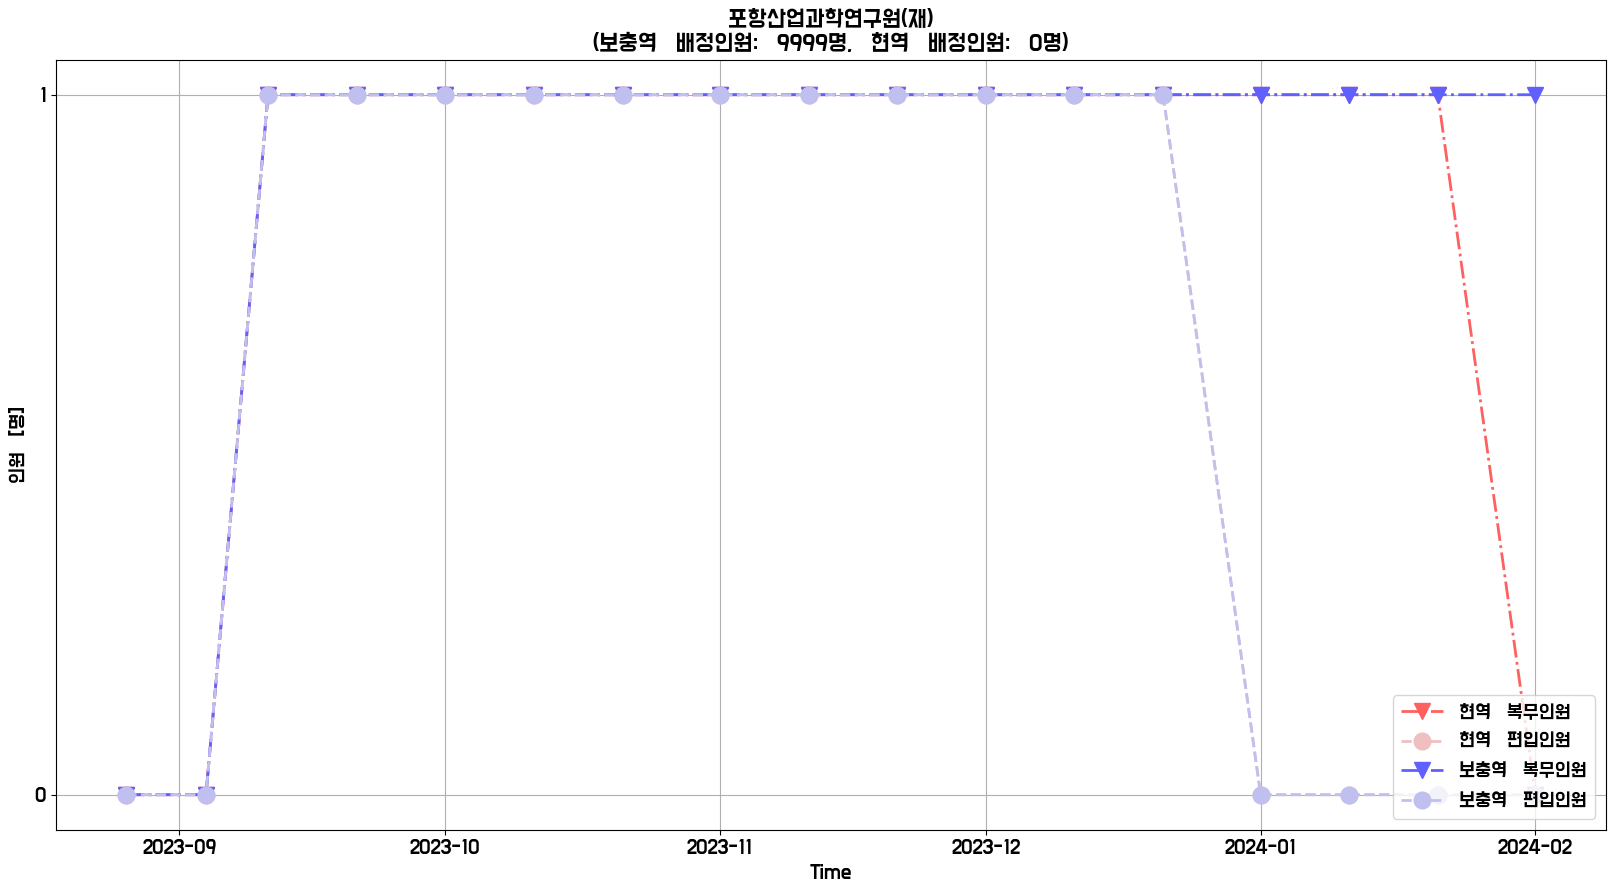 포항산업과학연구원(재)
(보충역 배정인원: 9999명, 현역 배정인원: 0명)
1
0
인원 [명]
2023-09
2023-10
2023-11
2023-12
2024-01
2024-02
Time
현역 복무인원
현역 편입인원
보충역 복무인원
보충역 편입인원